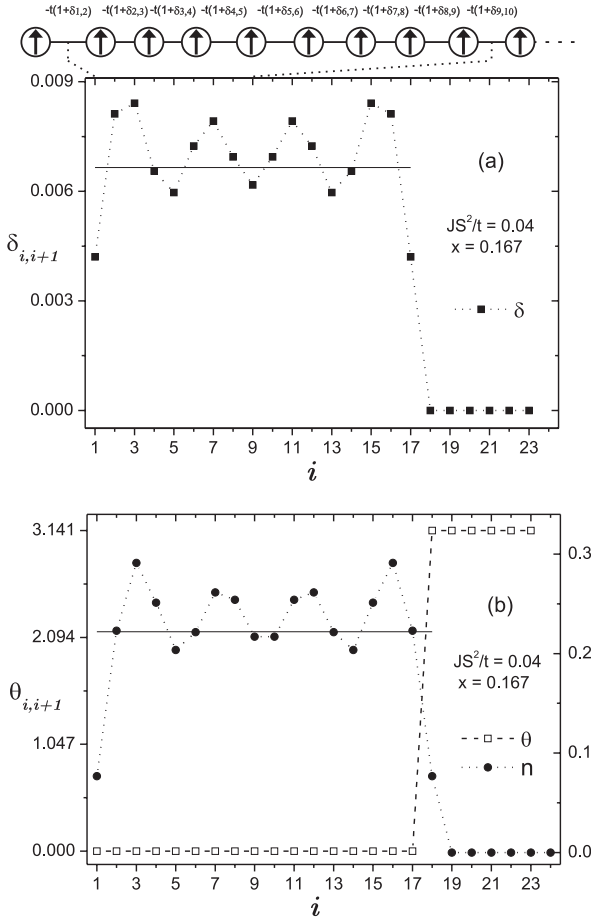 -t(1+δ1,2) -t(1+δ2,3) -t(1+δ3,4) -t(1+δ4,5) -t(1+δ5,6) -t(1+δ6,7) -t(1+δ7,8) -t(1+δ8,9) -t(1+δ9,10)
0.009
0.006
0.003
0.000
δi,i+1
(a)
JS²/t = 0.04
x = 0.167
δ
1 3 5 7 9 11 13 15 17 19 21 23
i
3.141
2.094
1.047
0.000
θi,i+1
0.3
0.2
0.1
0.0
(b)
JS²/t = 0.04
x = 0.167
θ
n
1 3 5 7 9 11 13 15 17 19 21 23
i